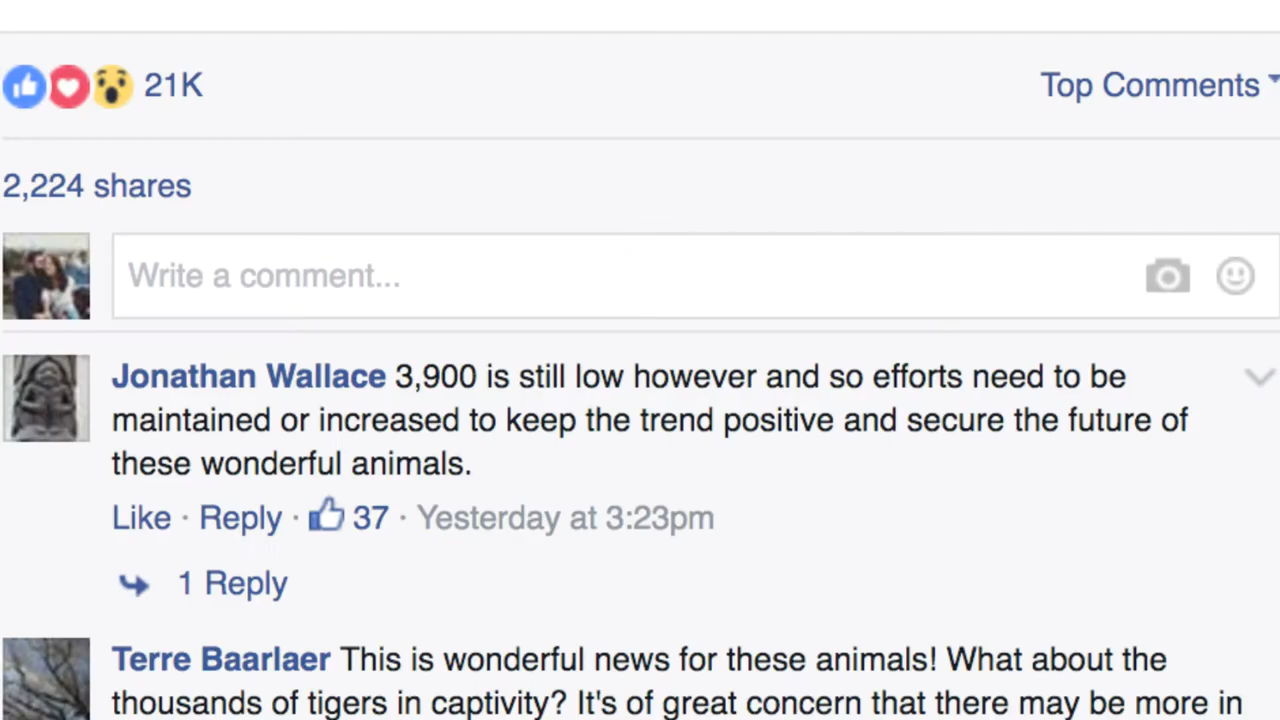 21K
Top Comments
2,224 shares
Write a comment...
Jonathan Wallace 3,900 is still low however and so efforts need to be
maintained or increased to keep the trend positive and secure the future of
these wonderful animals.
Like · Reply · 37 · Yesterday at 3:23pm
1 Reply
Terre Baarlaer This is wonderful news for these animals! What about the
thousands of tigers in captivity? It's of great concern that there may be more in